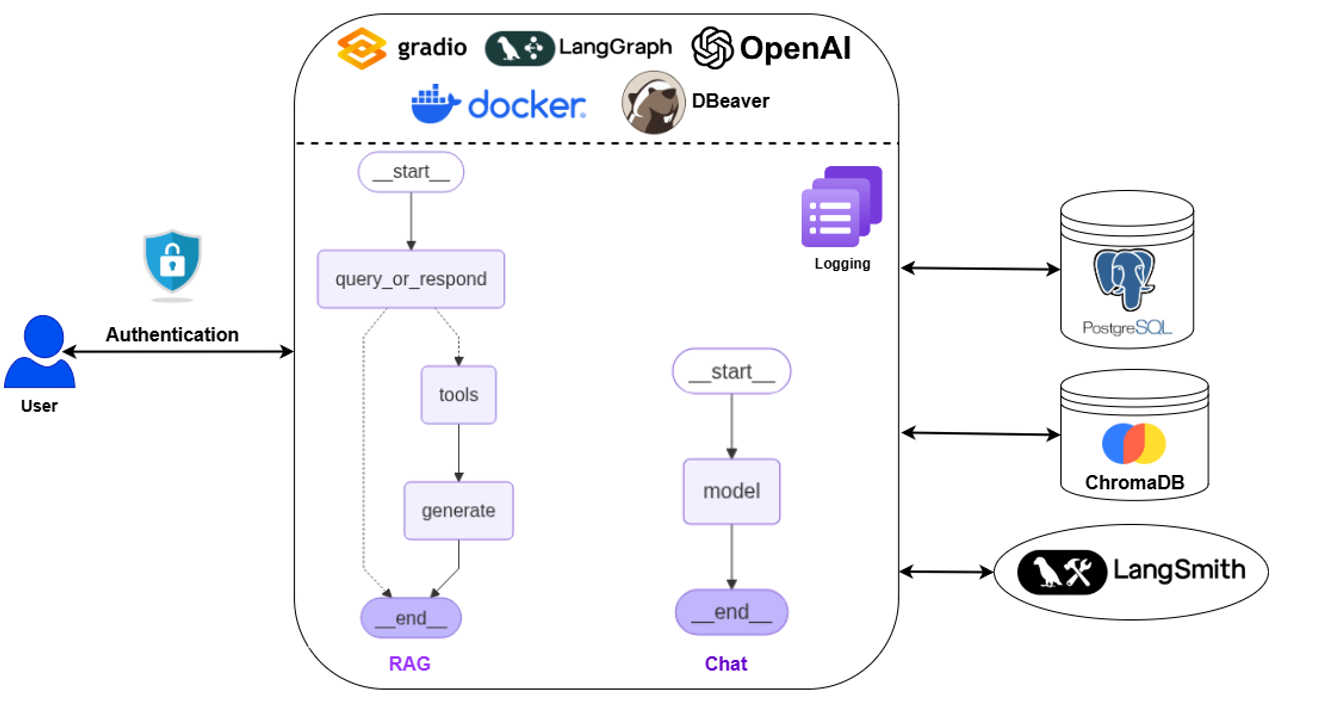 gradio
LangGraph
OpenAI
docker
DBeaver
__start__
query_or_respond
tools
generate
__end__
RAG
__start__
model
__end__
Chat
Logging
Authentication
User
PostgreSQL
ChromaDB
LangSmith